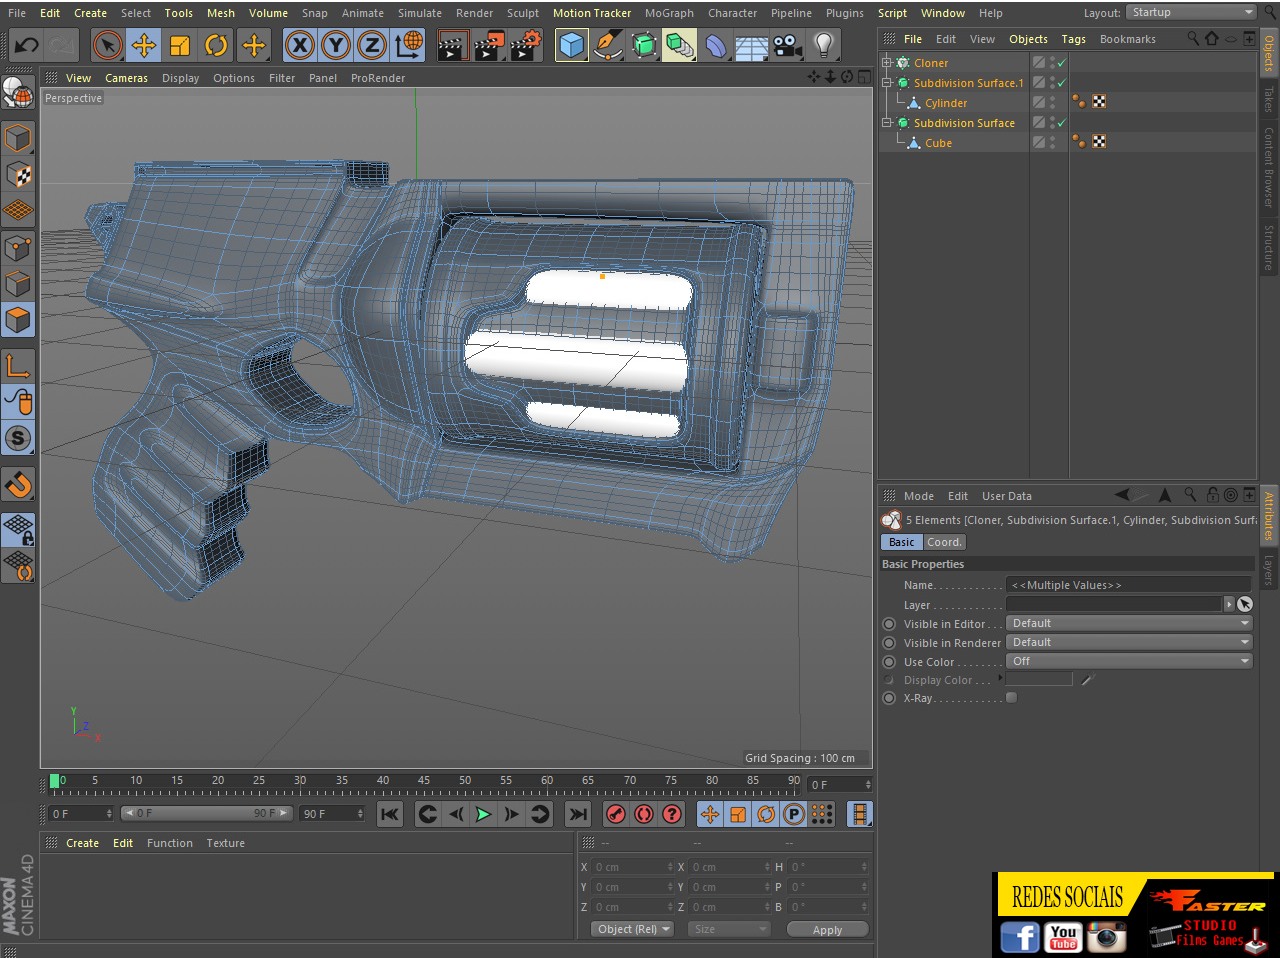 File Edit Create Select Tools Mesh Volume Snap Animate Simulate Render Sculpt Motion Tracker MoGraph Character Pipeline Plugins Script Window Help Layout: Startup
X Y Z
File Edit View Objects Tags Bookmarks
View Cameras Display Options Filter Panel ProRender
Perspective
Cloner
Subdivision Surface.1
Cylinder
Subdivision Surface
Cube
Objects
Takes
Content Browser
Structure
S
Y
Z
X
Grid Spacing : 100 cm
Mode Edit User Data
5 Elements [Cloner, Subdivision Surface.1, Cylinder, Subdivision Surf
Basic Coord.
Basic Properties
Name. . . . . . . . . . . . <<Multiple Values>>
Layer . . . . . . . . . . . .
Visible in Editor . . . Default
Visible in Renderer Default
Use Color . . . . . . . . Off
Display Color . . .
X-Ray. . . . . . . . . . . .
Attributes
Layers
0 5 10 15 20 25 30 35 40 45 50 55 60 65 70 75 80 85 90 0 F
0 F 0 F 90 F 90 F
? P
Create Edit Function Texture
-- -- --
X 0 cm X 0 cm H 0 °
Y 0 cm Y 0 cm P 0 °
Z 0 cm Z 0 cm B 0 °
Object (Rel) Size Apply
MAXON
CINEMA 4D
REDES SOCIAIS
f You Tube
FASTER
STUDIO
Films Games